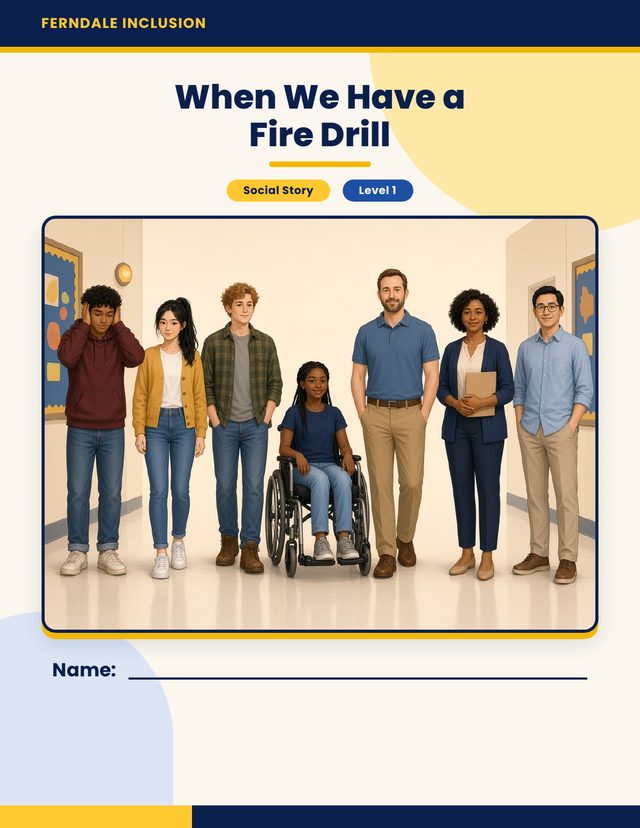 FERNDALE INCLUSION
When We Have a
Fire Drill
Social Story
Level 1
Name: